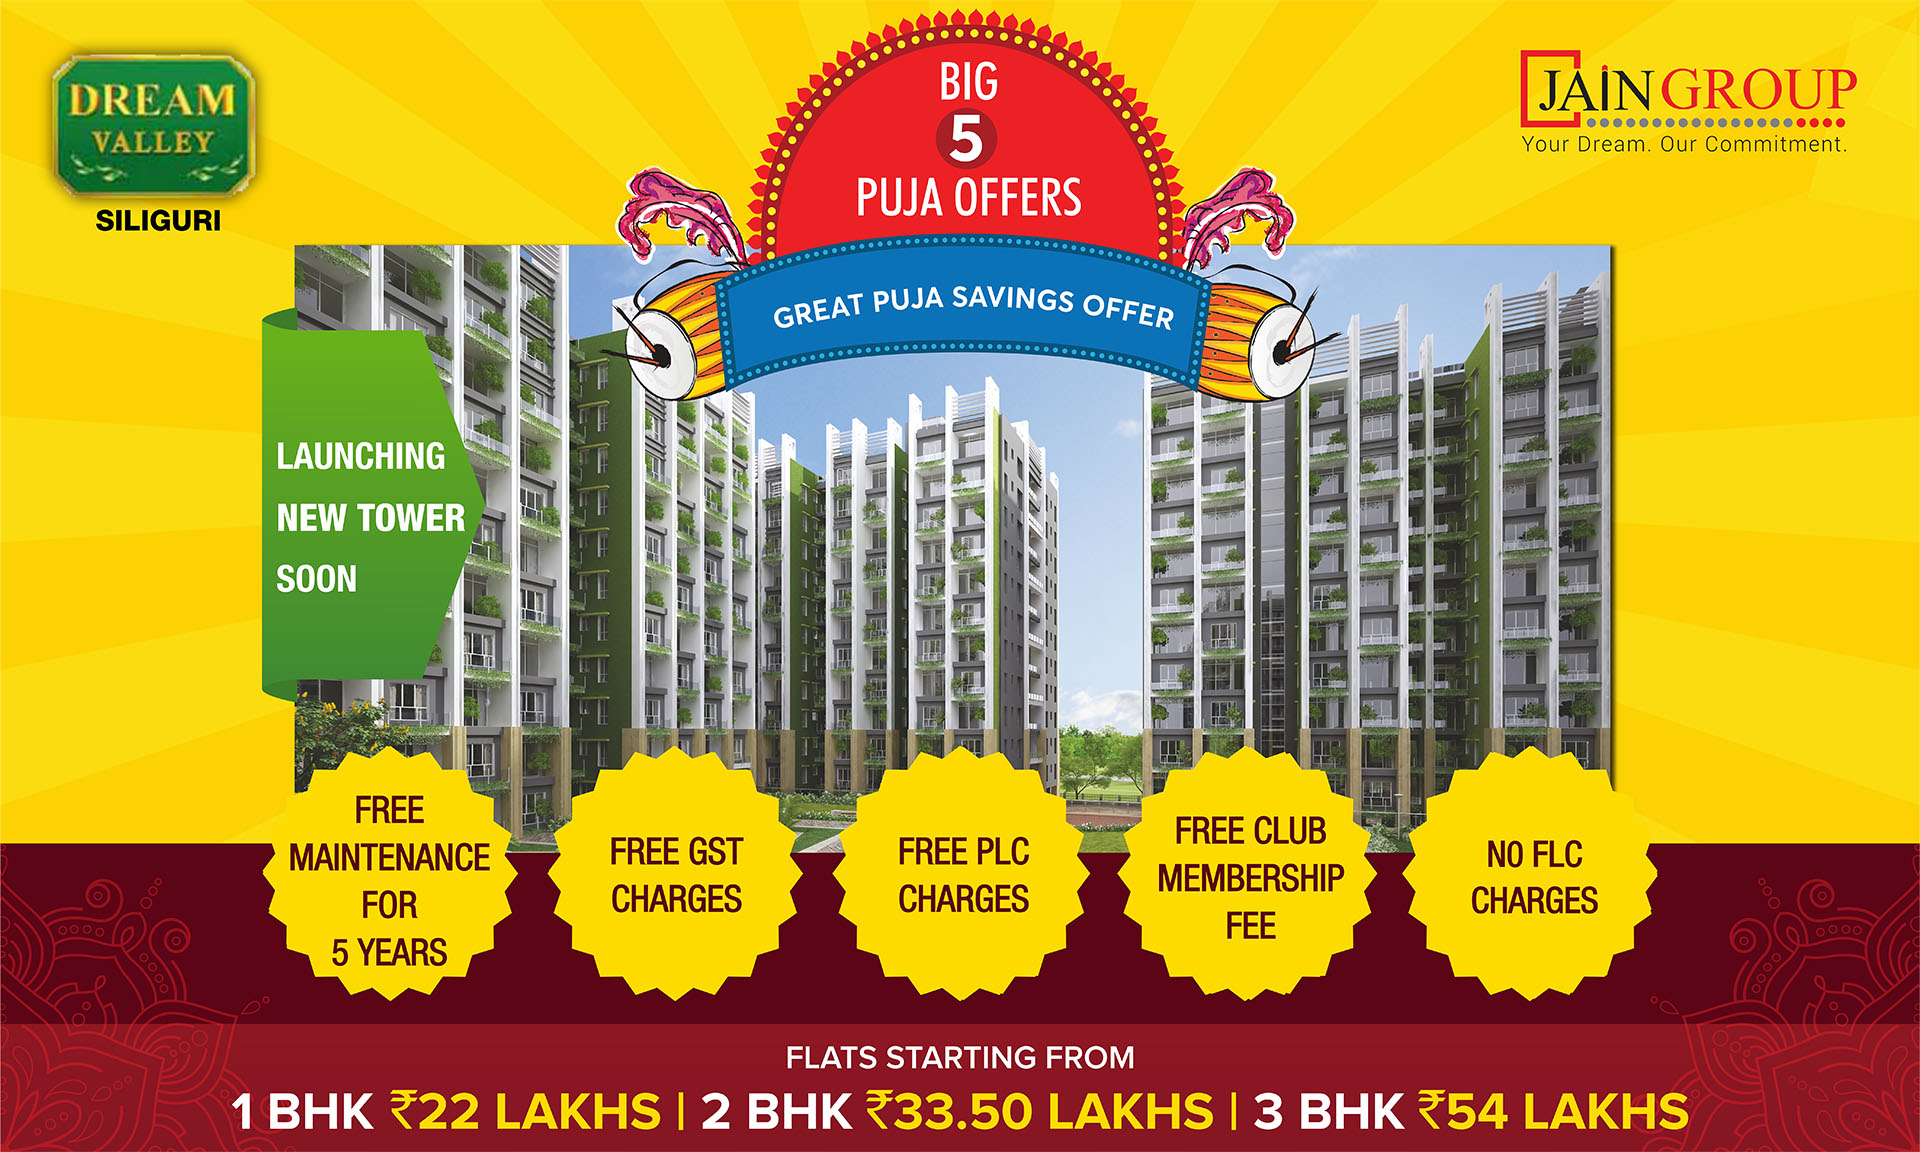 DREAM
VALLEY
SILIGURI
BIG
5
PUJA OFFERS
GREAT PUJA SAVINGS OFFER
JAIN GROUP
Your Dream. Our Commitment.
LAUNCHING
NEW TOWER
SOON
FREE
MAINTENANCE
FOR
5 YEARS
FREE GST
CHARGES
FREE PLC
CHARGES
FREE CLUB
MEMBERSHIP
FEE
NO FLC
CHARGES
FLATS STARTING FROM
1 BHK ₹22 LAKHS | 2 BHK ₹33.50 LAKHS | 3 BHK ₹54 LAKHS